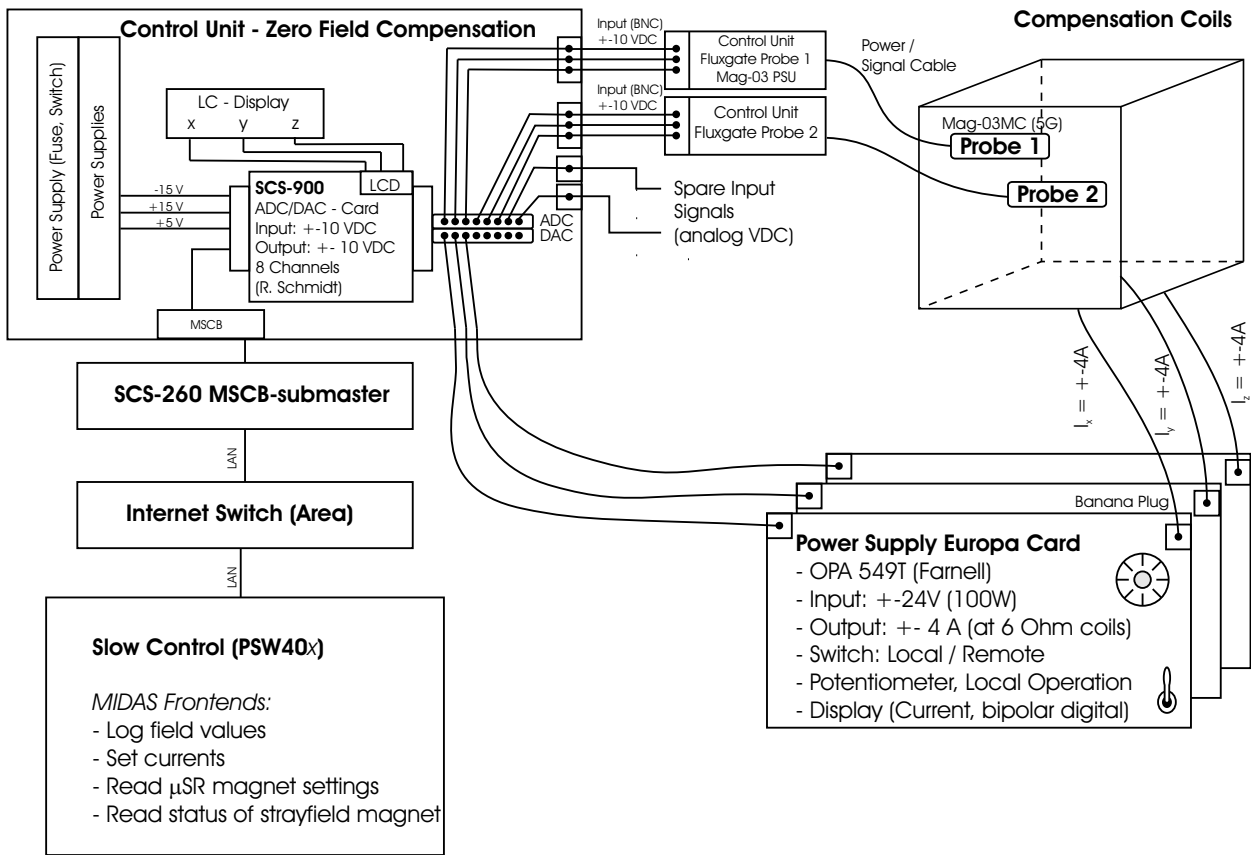 Control Unit - Zero Field Compensation
Power Supply (Fuse, Switch)
Power Supplies
LC - Display
x y z
-15 V
+15 V
+5 V
SCS-900
LCD
ADC/DAC - Card
Input: +-10 VDC
Output: +- 10 VDC
8 Channels
(R. Schmidt)
ADC
DAC
MSCB
Input (BNC)
+-10 VDC
Control Unit
Fluxgate Probe 1
Mag-03 PSU
Input (BNC)
+-10 VDC
Control Unit
Fluxgate Probe 2
Spare Input
Signals
(analog VDC)
Power /
Signal Cable
Compensation Coils
Mag-03MC (5G)
Probe 1
Probe 2
Ix = +-4A
Iy = +-4A
Iz = +-4A
SCS-260 MSCB-submaster
LAN
Internet Switch (Area)
LAN
Slow Control (PSW40x)
MIDAS Frontends:
- Log field values
- Set currents
- Read µSR magnet settings
- Read status of strayfield magnet
Banana Plug
Power Supply Europa Card
- OPA 549T (Farnell)
- Input: +-24V (100W)
- Output: +- 4 A (at 6 Ohm coils)
- Switch: Local / Remote
- Potentiometer, Local Operation
- Display (Current, bipolar digital)